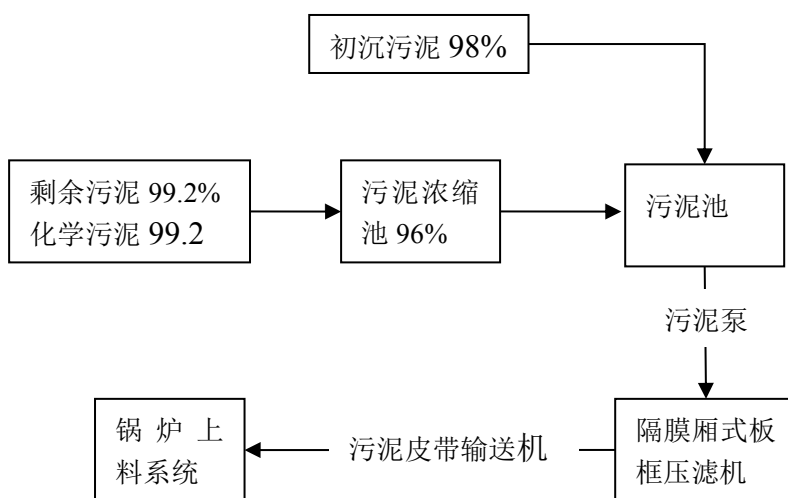 初沉污泥 98%
剩余污泥 99.2%
化学污泥 99.2
污泥浓缩
池 96%
污泥池
污泥泵
锅炉上
料系统
污泥皮带输送机
隔膜厢式板
框压滤机